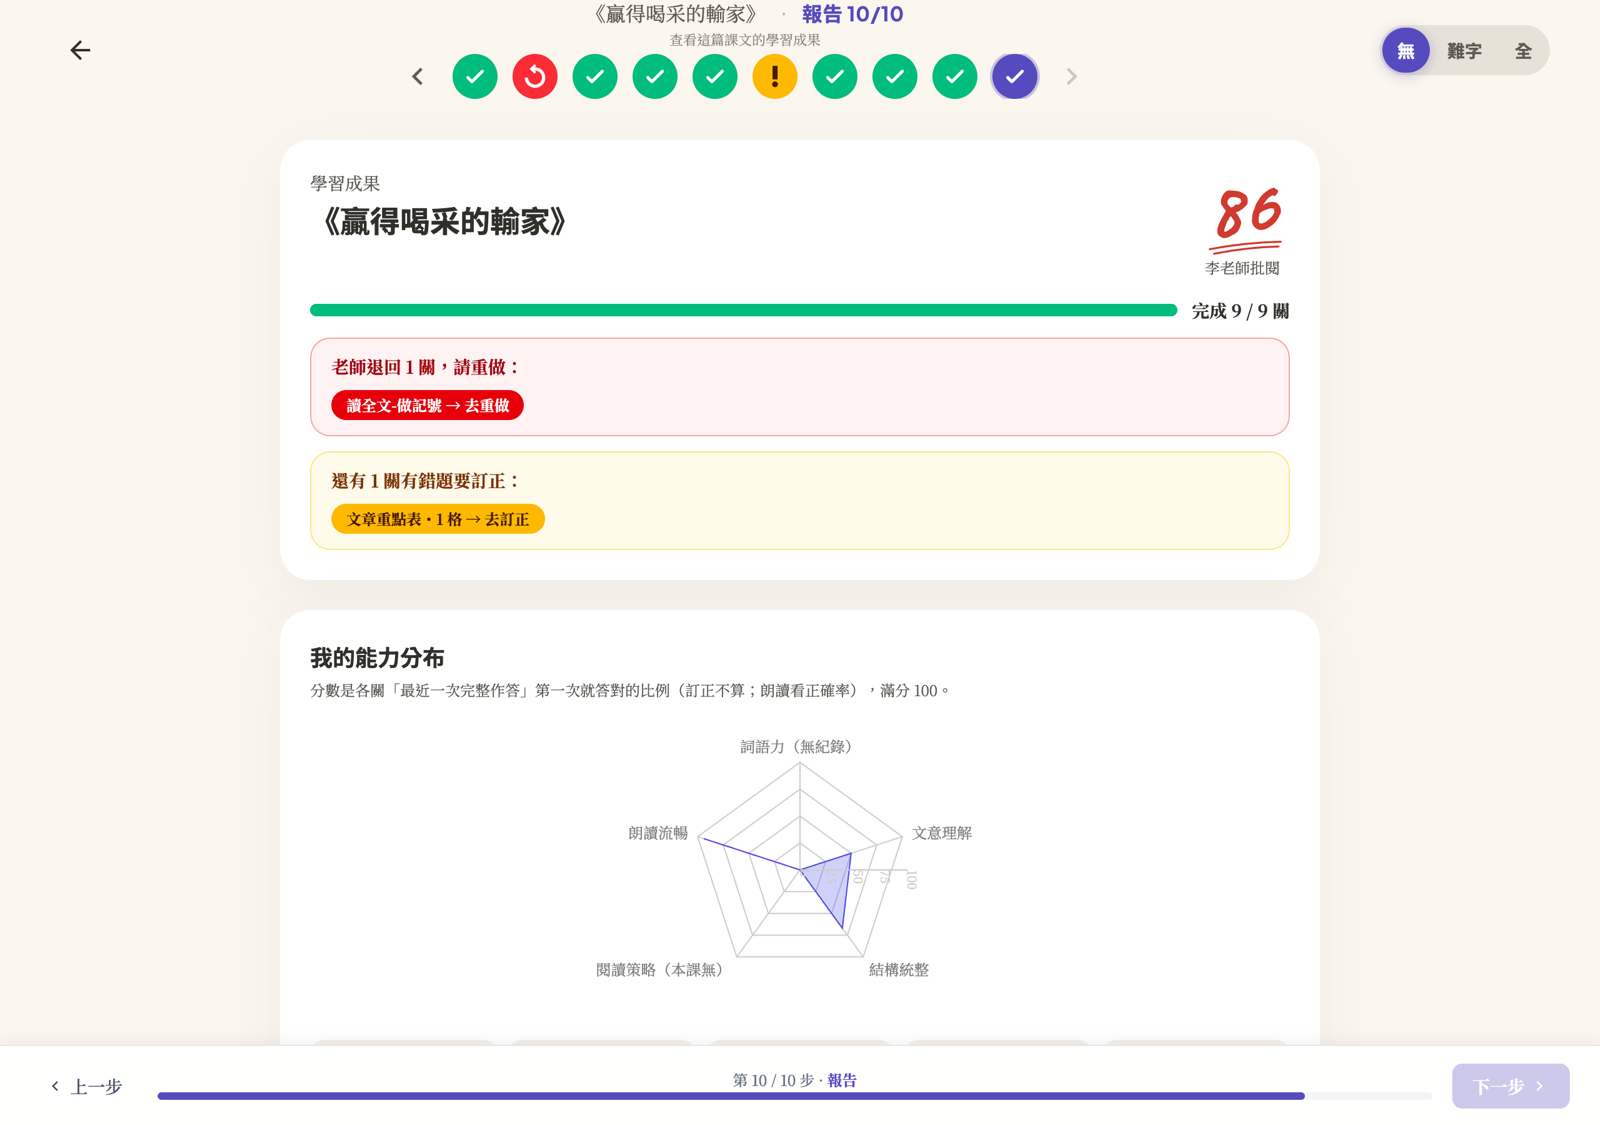 《贏得喝采的輸家》 · 報告 10/10
查看這篇課文的學習成果
無 難字 全
學習成果
《贏得喝采的輸家》
86
李老師批閱
完成 9 / 9 關
老師退回 1 關，請重做：
讀全文-做記號 → 去重做
還有 1 關有錯題要訂正：
文章重點表・1 格 → 去訂正
我的能力分布
分數是各關「最近一次完整作答」第一次就答對的比例（訂正不算；朗讀看正確率），滿分 100。
詞語力（無紀錄）
朗讀流暢
文意理解
25 50 75 100
閱讀策略（本課無）
結構統整
上一步
第 10 / 10 步 · 報告
下一步